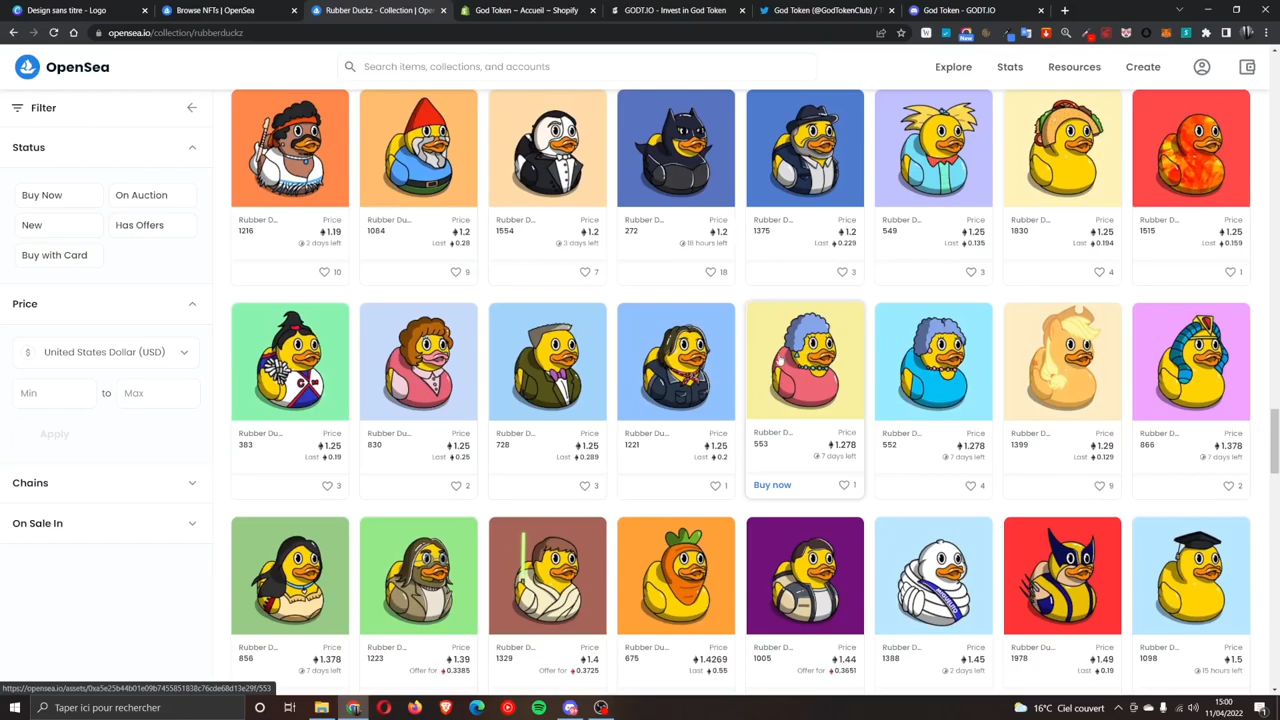 Design sans titre - Logo
Browse NFTs | OpenSea
Rubber Duckz - Collection | Ope
God Token ~ Accueil ~ Shopify
GODT.IO - Invest in God Token
God Token (@GodTokenClub) / T
God Token - GODT.IO
opensea.io/collection/rubberduckz
New
OpenSea
Search items, collections, and accounts
Explore
Stats
Resources
Create
Filter
Status
Buy Now
On Auction
New
Has Offers
Buy with Card
Price
$ United States Dollar (USD)
Min
to
Max
Apply
Chains
On Sale In
Rubber D... Price
1216 1.19
2 days left
10
Rubber Du... Price
1084 1.2
Last 0.28
9
Rubber D... Price
1554 1.2
3 days left
7
Rubber D... Price
272 1.2
18 hours left
18
Rubber Du... Price
1375 1.2
Last 0.229
3
Rubber D... Price
549 1.25
Last 0.135
3
Rubber D... Price
1830 1.25
Last 0.194
4
Rubber D... Price
1515 1.25
Last 0.159
1
Rubber Du... Price
383 1.25
Last 0.19
3
Rubber Du... Price
830 1.25
Last 0.25
2
Rubber Du... Price
728 1.25
Last 0.289
3
Rubber Du... Price
1221 1.25
Last 0.2
1
Rubber D... Price
553 1.278
7 days left
Buy now 1
Rubber D... Price
552 1.278
7 days left
4
Rubber Du... Price
1399 1.29
Last 0.129
9
Rubber D... Price
866 1.378
7 days left
2
Rubber D... Price
856 1.378
7 days left
Rubber D... Price
1223 1.39
Offer for 0.3385
Rubber D... Price
1329 1.4
Offer for 0.3725
Rubber D... Price
675 1.4269
Last 0.55
Rubber D... Price
1005 1.44
Offer for 0.3651
Rubber D... Price
1388 1.45
2 days left
Rubber Du... Price
1978 1.49
Last 0.19
Rubber D... Price
1098 1.5
15 hours left
https://opensea.io/assets/0xa5e25b44b01e09b7455851838c76cde68d13e29f/553
Taper ici pour rechercher
16°C Ciel couvert
15:00
11/04/2022